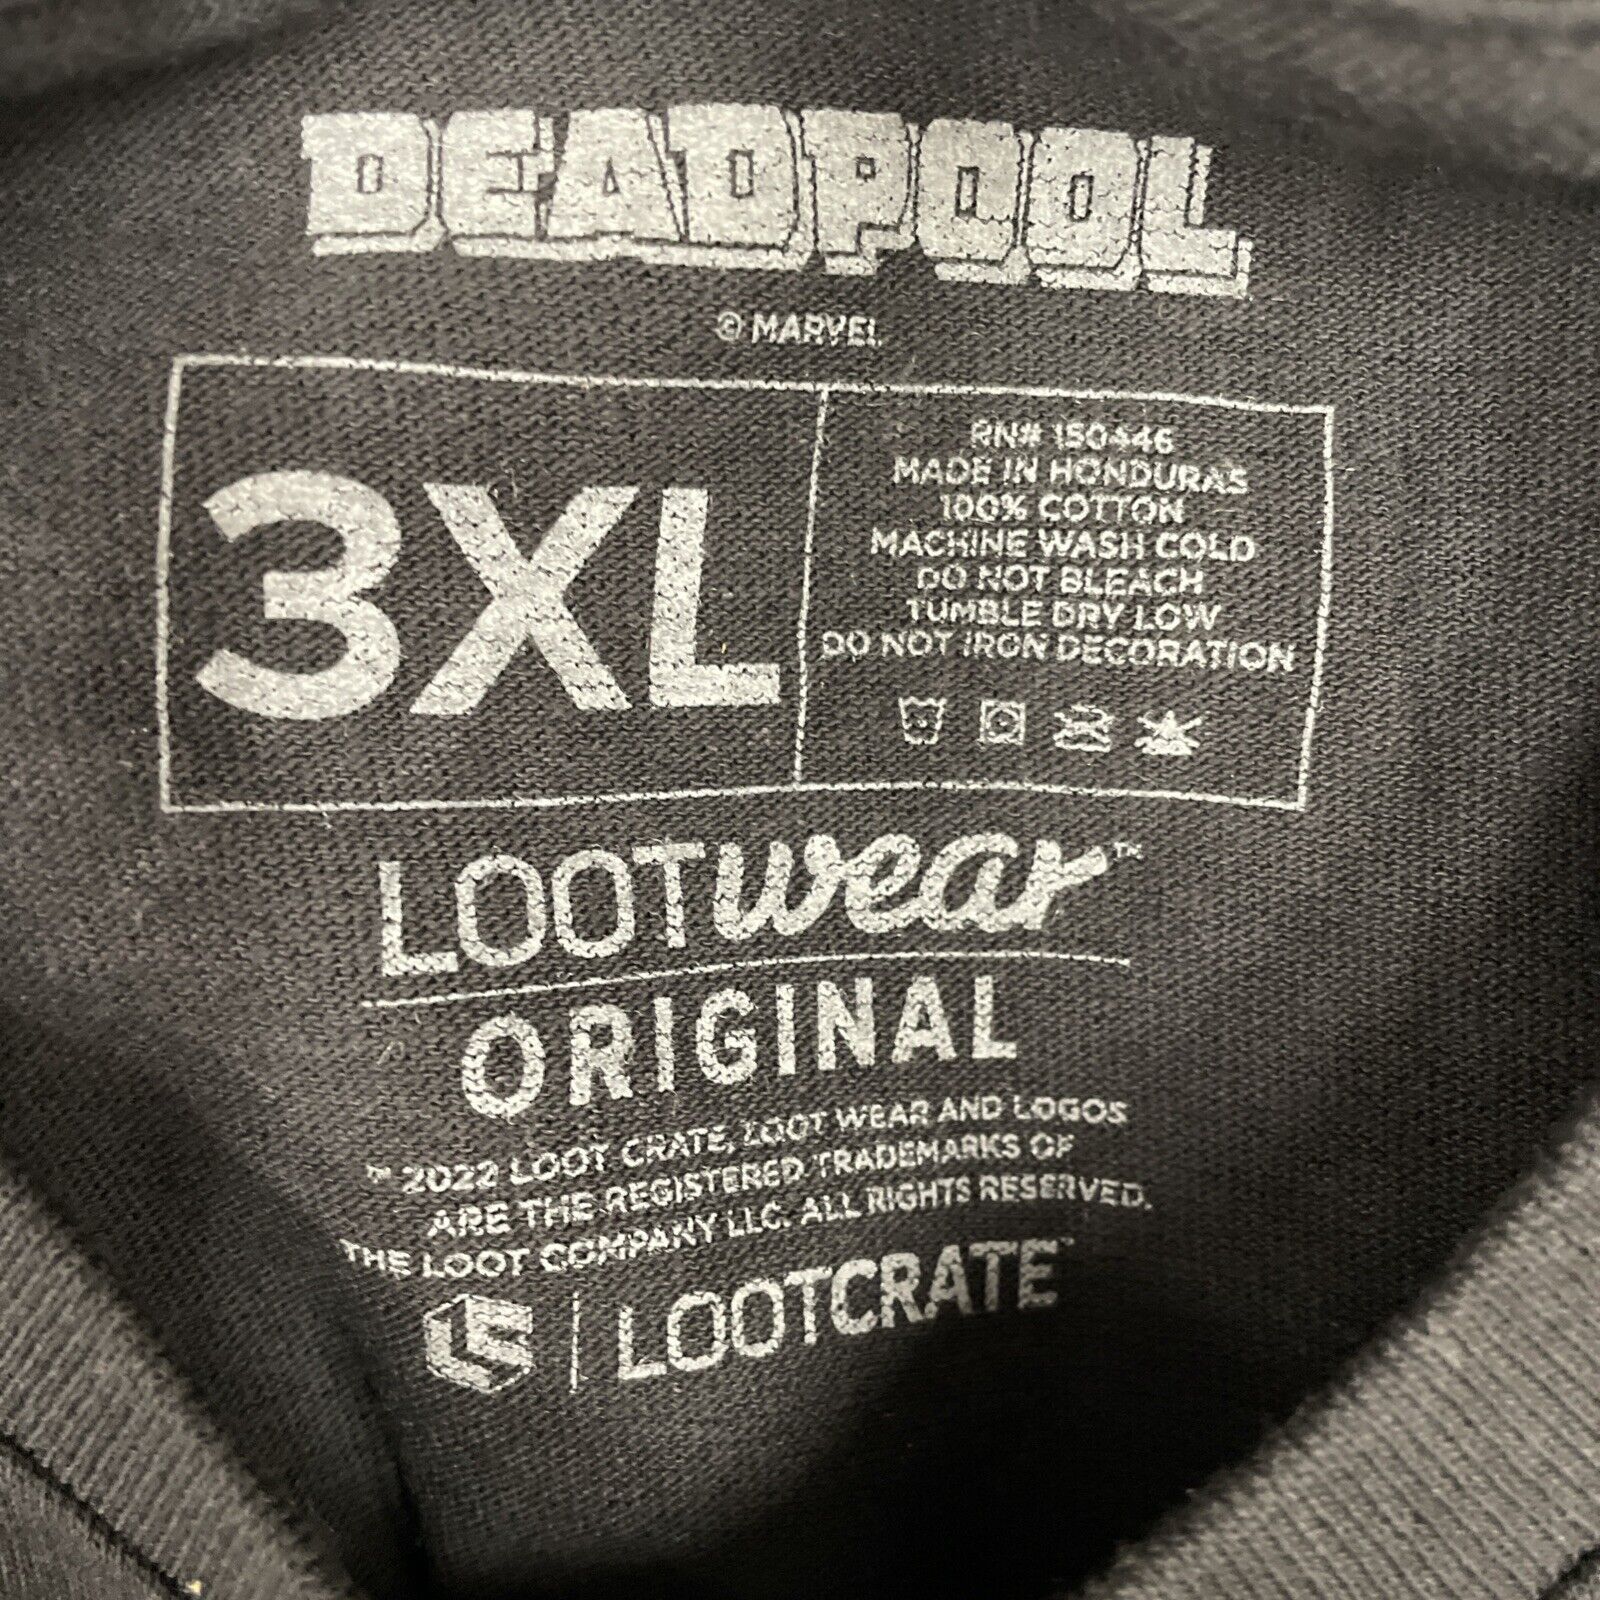 DEADPOOL
© MARVEL
3XL
RN# 150446
MADE IN HONDURAS
100% COTTON
MACHINE WASH COLD
DO NOT BLEACH
TUMBLE DRY LOW
DO NOT IRON DECORATION
LOOTwear™
ORIGINAL
™ 2022 LOOT CRATE, LOOT WEAR AND LOGOS
ARE THE REGISTERED TRADEMARKS OF
THE LOOT COMPANY LLC. ALL RIGHTS RESERVED.
LOOTCRATE™